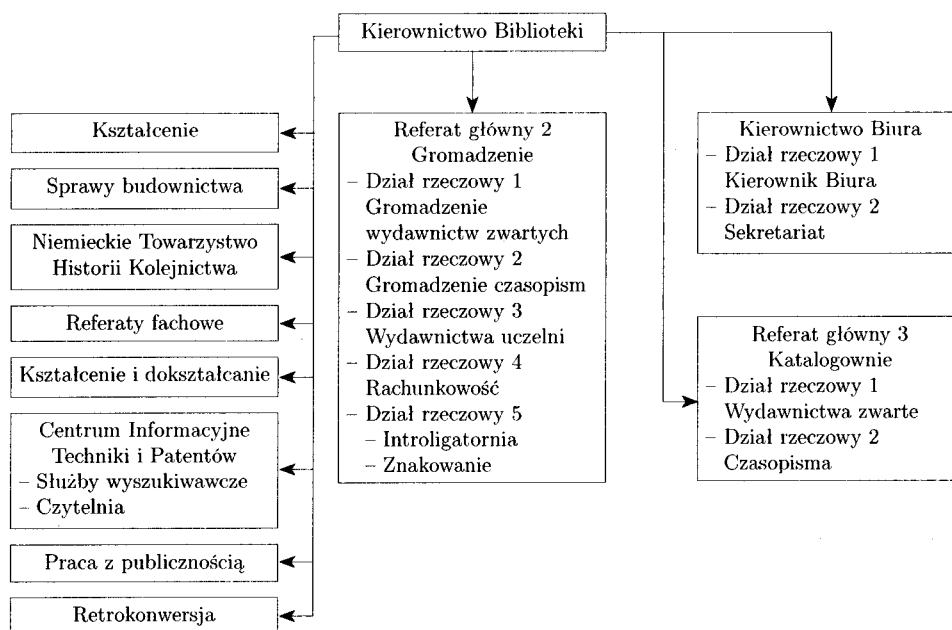 Kierownictwo Biblioteki
Kształcenie
Sprawy budownictwa
Niemieckie Towarzystwo
Historii Kolejnictwa
Referaty fachowe
Kształcenie i dokształcanie
Centrum Informacyjne
Techniki i Patentów
– Służby wyszukiwawcze
– Czytelnia
Praca z publicznością
Retrokonwersja
Referat główny 2
Gromadzenie
– Dział rzeczowy 1
Gromadzenie
wydawnictw zwartych
– Dział rzeczowy 2
Gromadzenie czasopism
– Dział rzeczowy 3
Wydawnictwa uczelni
– Dział rzeczowy 4
Rachunkowość
– Dział rzeczowy 5
– Introligatornia
– Znakowanie
Kierownictwo Biura
– Dział rzeczowy 1
Kierownik Biura
– Dział rzeczowy 2
Sekretariat
Referat główny 3
Katalogownie
– Dział rzeczowy 1
Wydawnictwa zwarte
– Dział rzeczowy 2
Czasopisma